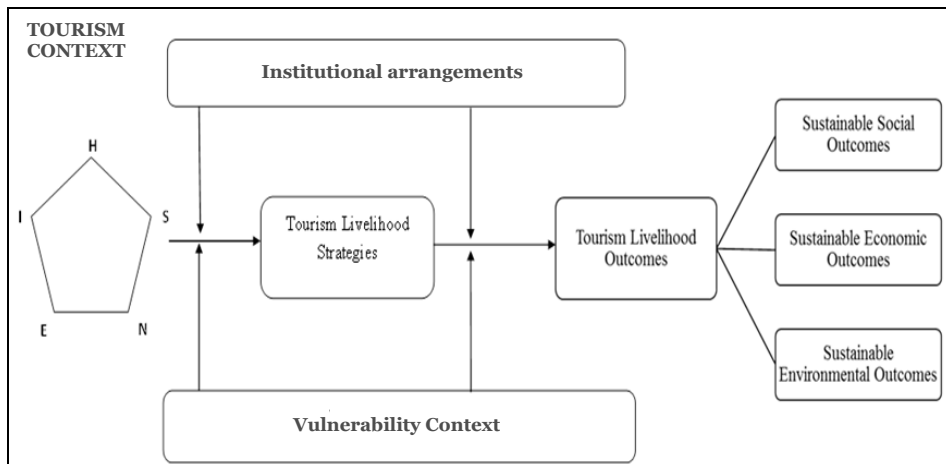 TOURISM
CONTEXT
Institutional arrangements
H
I
S
E
N
Tourism Livelihood
Strategies
Tourism Livelihood
Outcomes
Sustainable Social
Outcomes
Sustainable Economic
Outcomes
Sustainable
Environmental Outcomes
Vulnerability Context